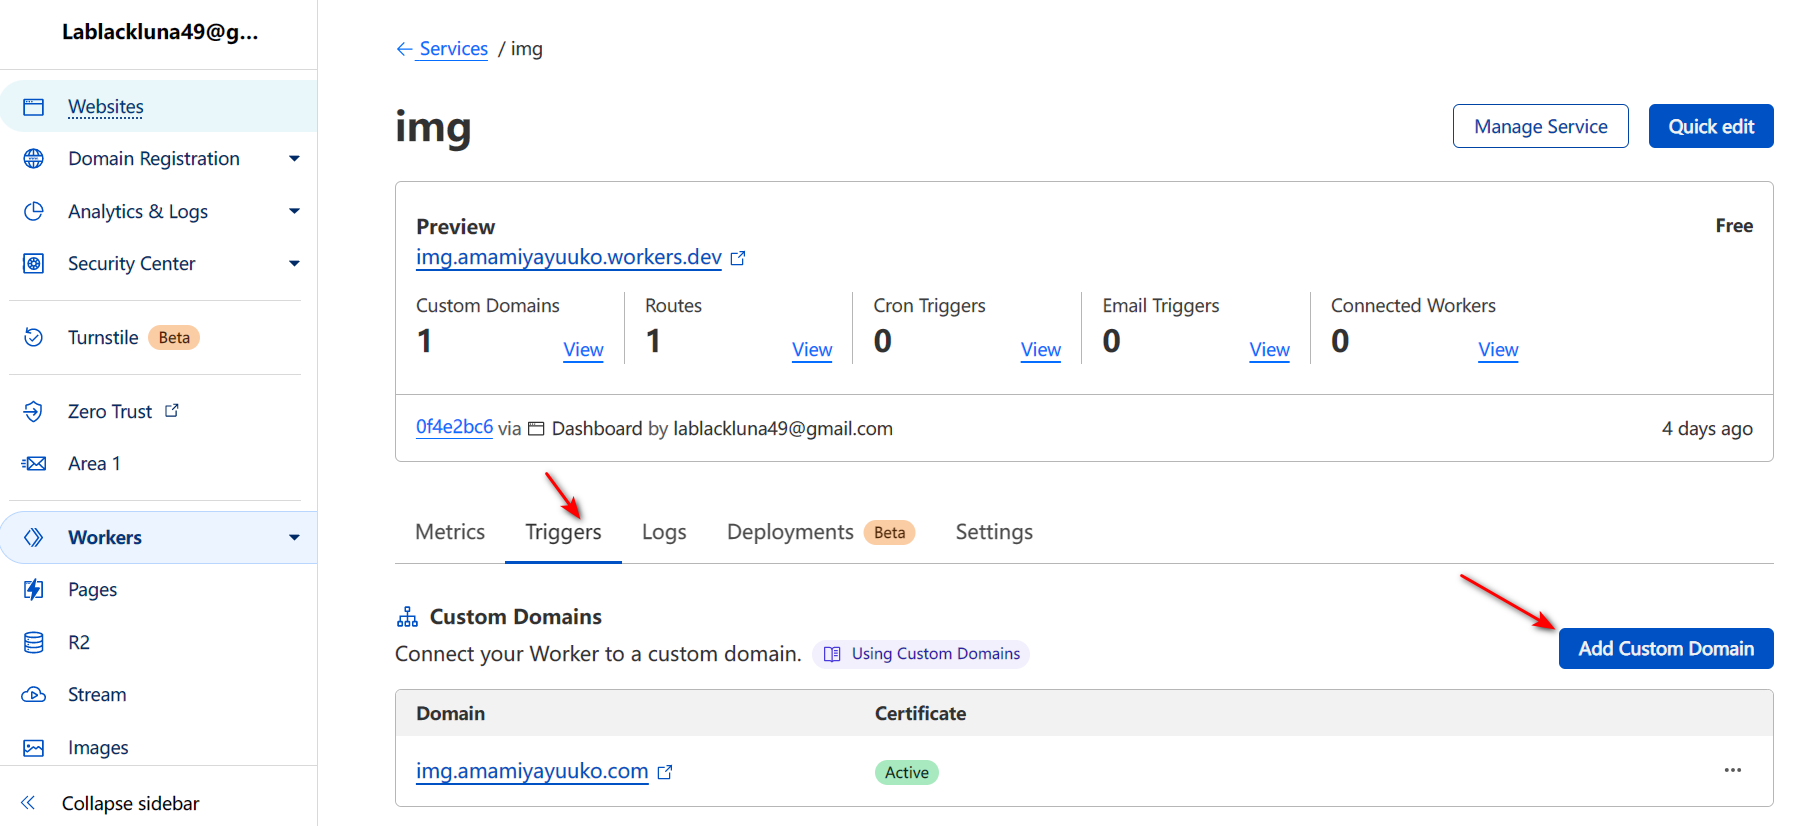 Lablackluna49@g...
Websites
Domain Registration
Analytics & Logs
Security Center
Turnstile Beta
Zero Trust
Area 1
Workers
Pages
R2
Stream
Images
Collapse sidebar
Services / img
img
Manage Service
Quick edit
Preview
Free
img.amamiyayuuko.workers.dev
Custom Domains
1
View
Routes
1
View
Cron Triggers
0
View
Email Triggers
0
View
Connected Workers
0
View
0f4e2bc6 via Dashboard by lablackluna49@gmail.com
4 days ago
Metrics
Triggers
Logs
Deployments Beta
Settings
Custom Domains
Connect your Worker to a custom domain. Using Custom Domains
Add Custom Domain
Domain Certificate
img.amamiyayuuko.com Active